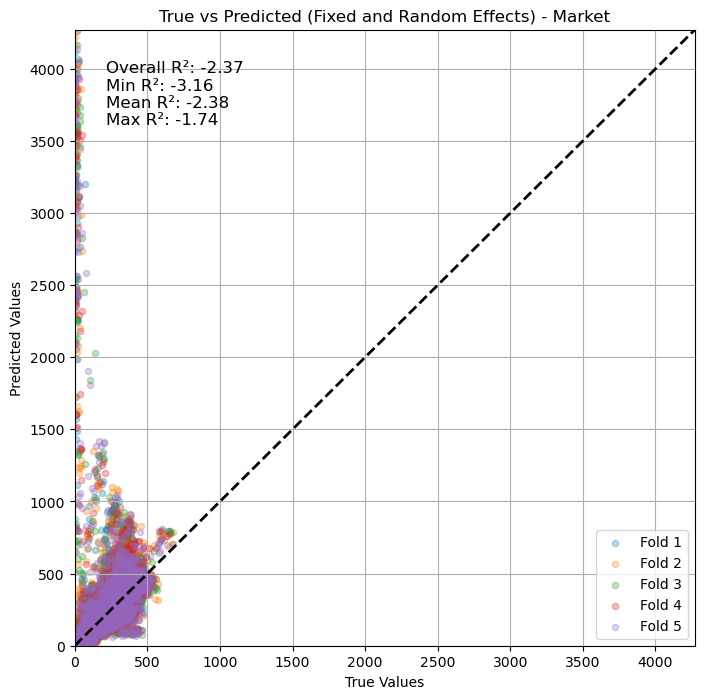 True vs Predicted (Fixed and Random Effects) - Market
Overall R²: -2.37
Min R²: -3.16
Mean R²: -2.38
Max R²: -1.74
Predicted Values
4000
3500
3000
2500
2000
1500
1000
500
0
Fold 1
Fold 2
Fold 3
Fold 4
Fold 5
0 500 1000 1500 2000 2500 3000 3500 4000
True Values